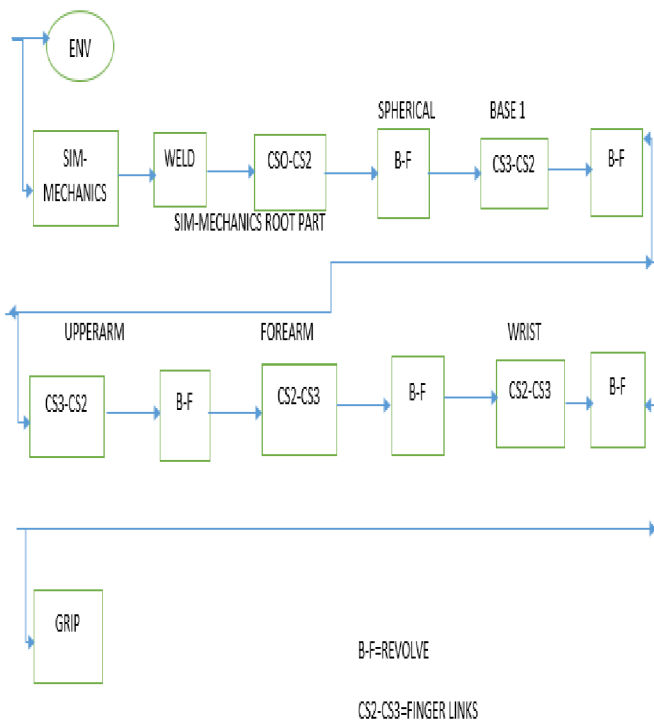 ENV
SPHERICAL
BASE 1
SIM-
MECHANICS
WELD
CSO-CS2
B-F
CS3-CS2
B-F
SIM-MECHANICS ROOT PART
UPPERARM
FOREARM
WRIST
CS3-CS2
B-F
CS2-CS3
B-F
CS2-CS3
B-F
GRIP
B-F=REVOLVE
CS2-CS3=FINGER LINKS